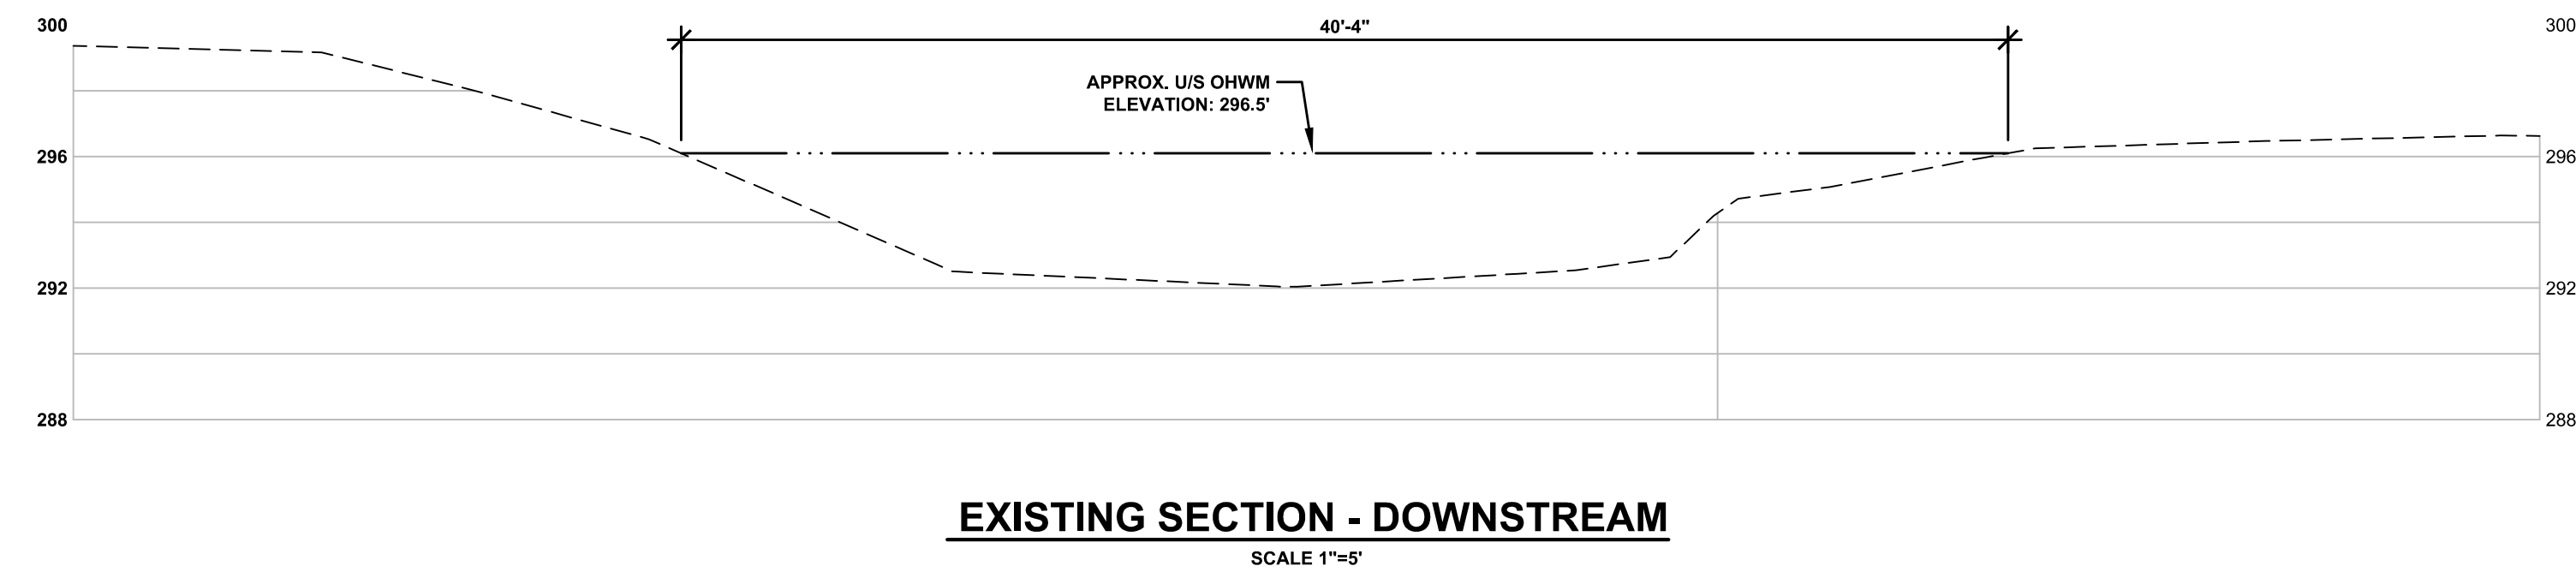 300
40'-4"
300
APPROX. U/S OHWM
ELEVATION: 296.5'
296
296
292
292
288
288
EXISTING SECTION - DOWNSTREAM
SCALE 1"=5'